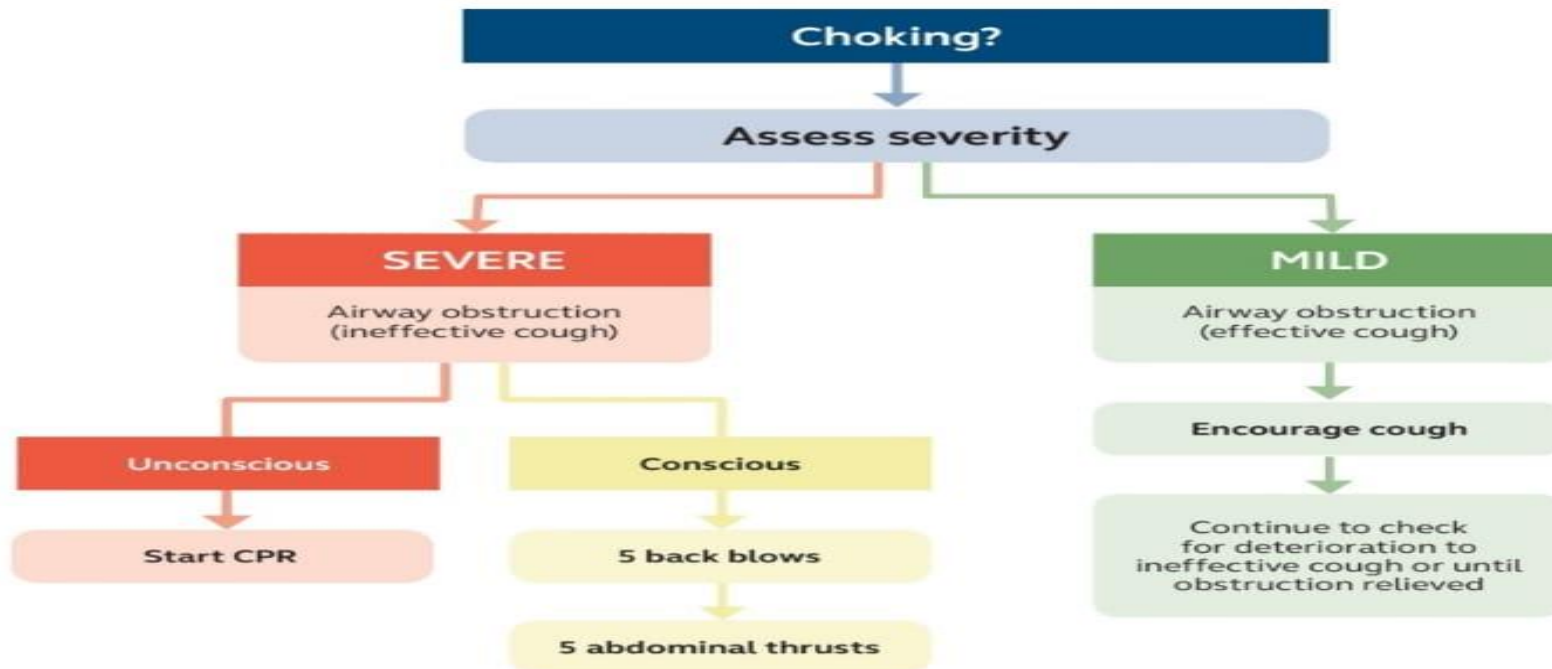 Choking?
Assess severity
SEVERE
Airway obstruction
(ineffective cough)
MILD
Airway obstruction
(effective cough)
Unconscious
Start CPR
Conscious
5 back blows
5 abdominal thrusts
Encourage cough
Continue to check
for deterioration to
ineffective cough or until
obstruction relieved